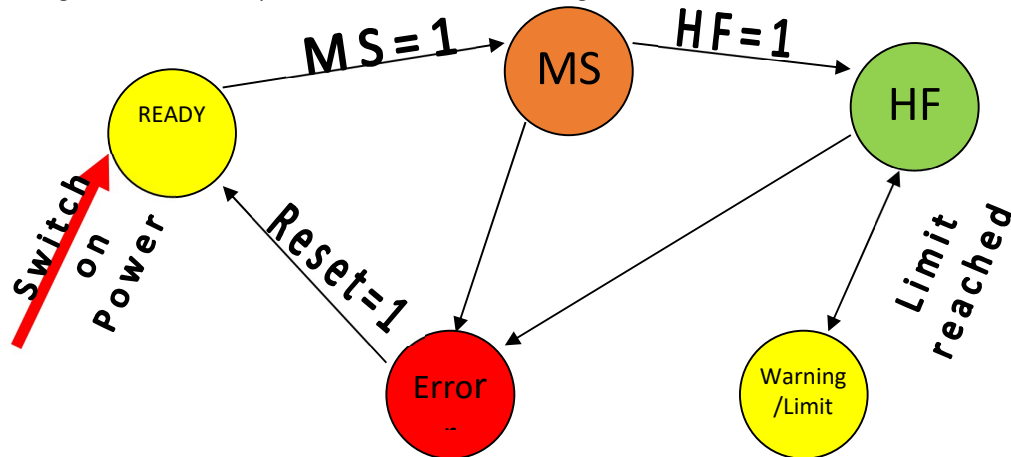 MS=1
HF=1
MS
READY
HF
Switch
on
Power
Reset=1
Limit
reached
Error
Warning
/Limit